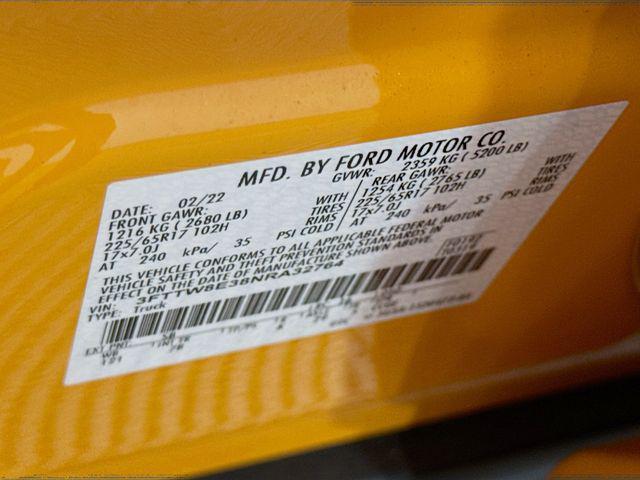 MFD. BY FORD MOTOR CO.
DATE: 02/22 GVWR: 2359 KG ( 5200 LB)
FRONT GAWR: REAR GAWR:
1216 KG ( 2680 LB) WITH 1254 KG ( 2765 LB) WITH
225/65R17 102H TIRES 225/65R17 102H TIRES
17x7.0J RIMS 17x7.0J RIMS
AT 240 kPa/ 35 PSI COLD AT 240 kPa/ 35 PSI COLD
THIS VEHICLE CONFORMS TO ALL APPLICABLE FEDERAL MOTOR
VEHICLE SAFETY AND THEFT PREVENTION STANDARDS IN
EFFECT ON THE DATE OF MANUFACTURE SHOWN ABOVE.
VIN: 3FTTW8E38NRA32764
TYPE: Truck
EXT PNT:
WB
121